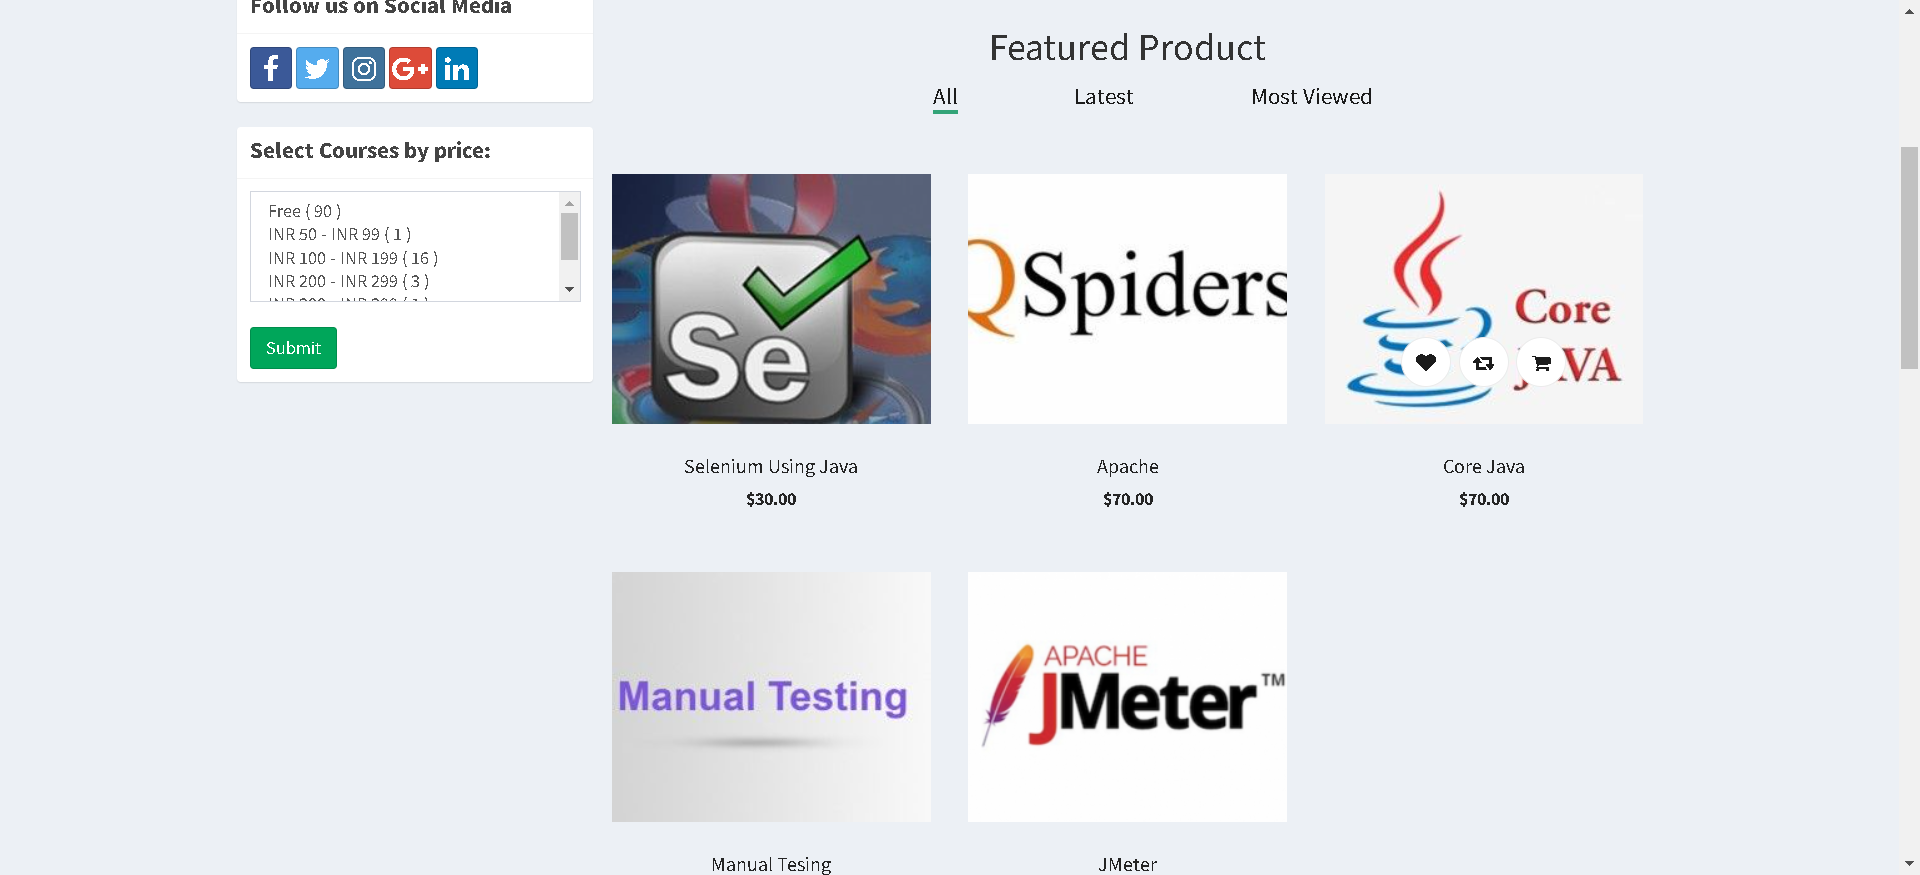 Follow us on Social Media
Select Courses by price:
Free ( 90 )
INR 50 - INR 99 ( 1 )
INR 100 - INR 199 ( 16 )
INR 200 - INR 299 ( 3 )
Submit
Featured Product
All
Latest
Most Viewed
Se
QSpiders
Core
JAVA
Selenium Using Java
$30.00
Apache
$70.00
Core Java
$70.00
Manual Testing
APACHE
JMeter™
Manual Tesing
JMeter